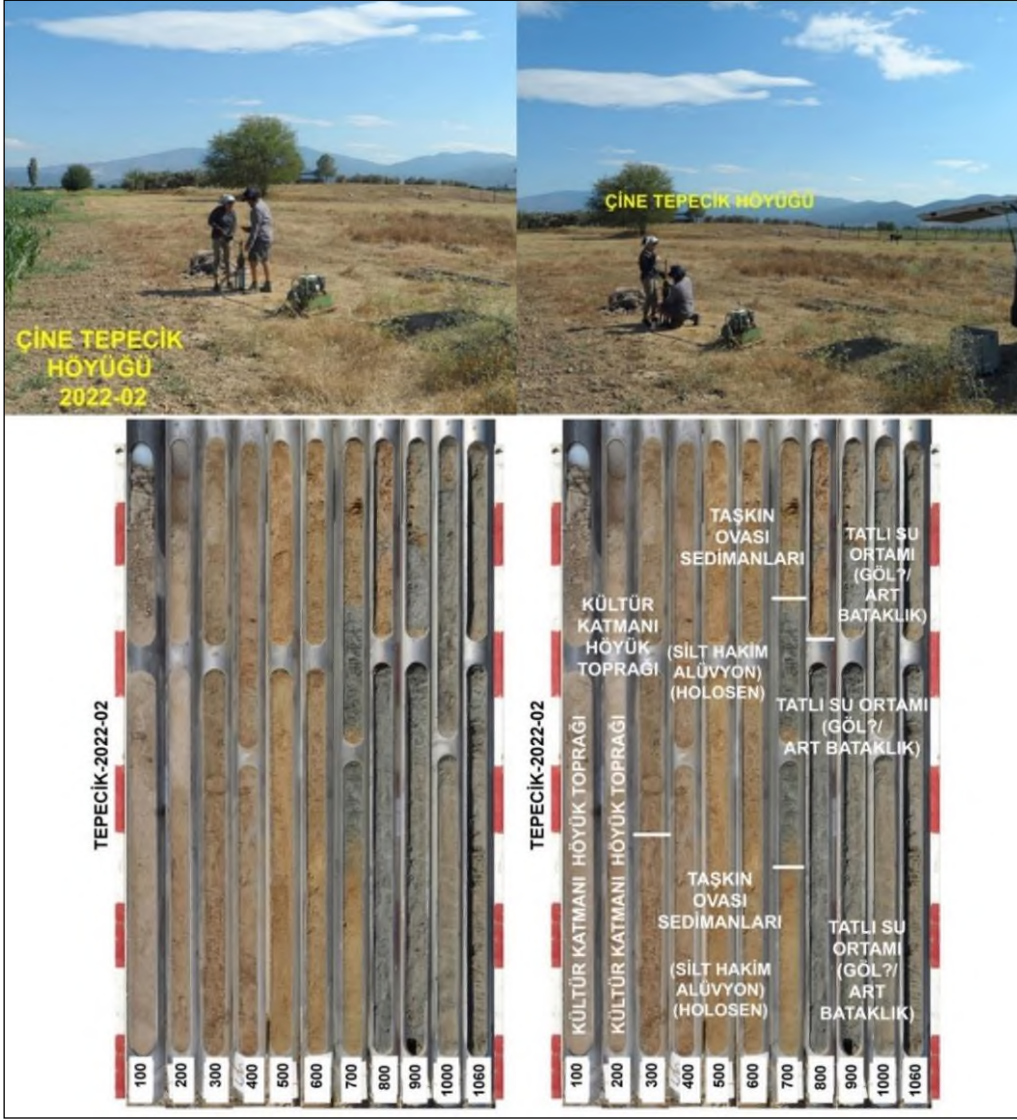 ÇİNE TEPECİK HÖYÜĞÜ
ÇİNE TEPECİK
HÖYÜĞÜ
2022-02
TEPECİK-2022-02
100
200
300
400
500
600
700
800
900
1000
1060
TEPECİK-2022-02
KÜLTÜR KATMANI HÖYÜK TOPRAĞI
KÜLTÜR KATMANI HÖYÜK TOPRAĞI
KÜLTÜR
KATMANI
HÖYÜK
TOPRAĞI
TAŞKIN
OVASI
SEDİMANLARI
(SİLT HAKİM
ALÜVYON)
(HOLOSEN)
TATLI SU
ORTAMI
(GÖL?/
ART
BATAKLIK)
TATLI SU ORTAMI
(GÖL?/
ART BATAKLIK)
TAŞKIN
OVASI
SEDİMANLARI
(SİLT HAKİM
ALÜVYON)
(HOLOSEN)
TATLI SU
ORTAMI
(GÖL?/
ART
BATAKLIK)
100
200
300
400
500
600
700
800
900
1000
1060